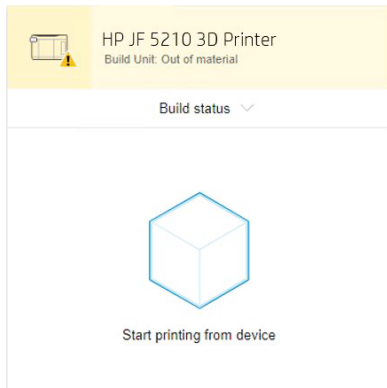 HP JF 5210 3D Printer
Build Unit: Out of material
Build status
Start printing from device